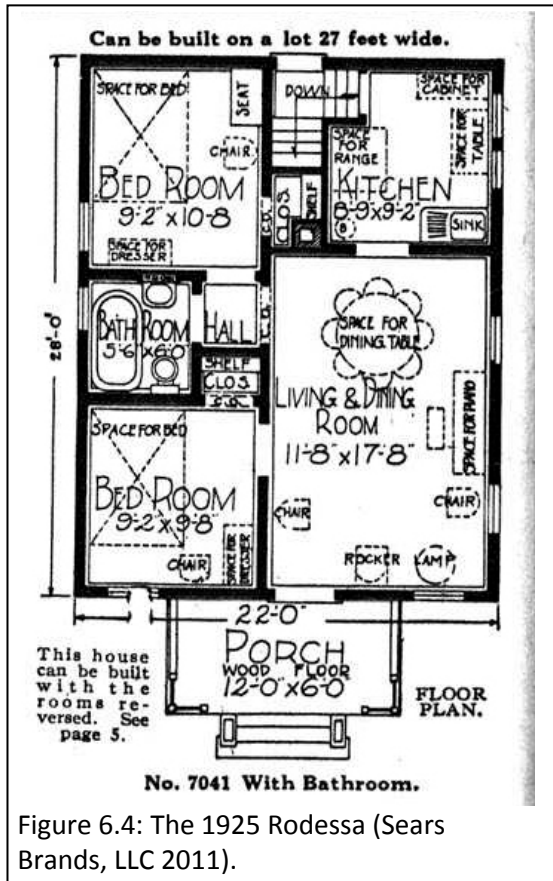 Can be built on a lot 27 feet wide.
SPACE FOR BED
SEAT
CHAIR
BED ROOM
9'-2" x 10'-8
SPACE FOR
DRESSER
DOWN
SPACE FOR
CABINET
SPACE FOR
TABLE
SPACE
FOR
RANGE
KITCHEN
8'-9 x 9'-2"
B
SINK
CLOS.
SHELF
28'-0"
BATH ROOM
5'-6 x 6'-0"
HALL
C.O.
C.O.
SHELF
CLOS.
C.O.
SPACE FOR
DINING TABLE
LIVING & DINING
ROOM
11'-8" x 17'-8"
SPACE FOR PIANO
CHAIR
CHAIR
ROCKER
LAMP
SPACE FOR BED
BED ROOM
9'-2" x 9'-8"
CHAIR
SPACE FOR
DRESSER
22'-0"
PORCH
WOOD FLOOR
12'-0" x 6'-0"
This house
can be built
with the
rooms re-
versed. See
page 5.
FLOOR
PLAN.
No. 7041 With Bathroom.
Figure 6.4: The 1925 Rodessa (Sears
Brands, LLC 2011).